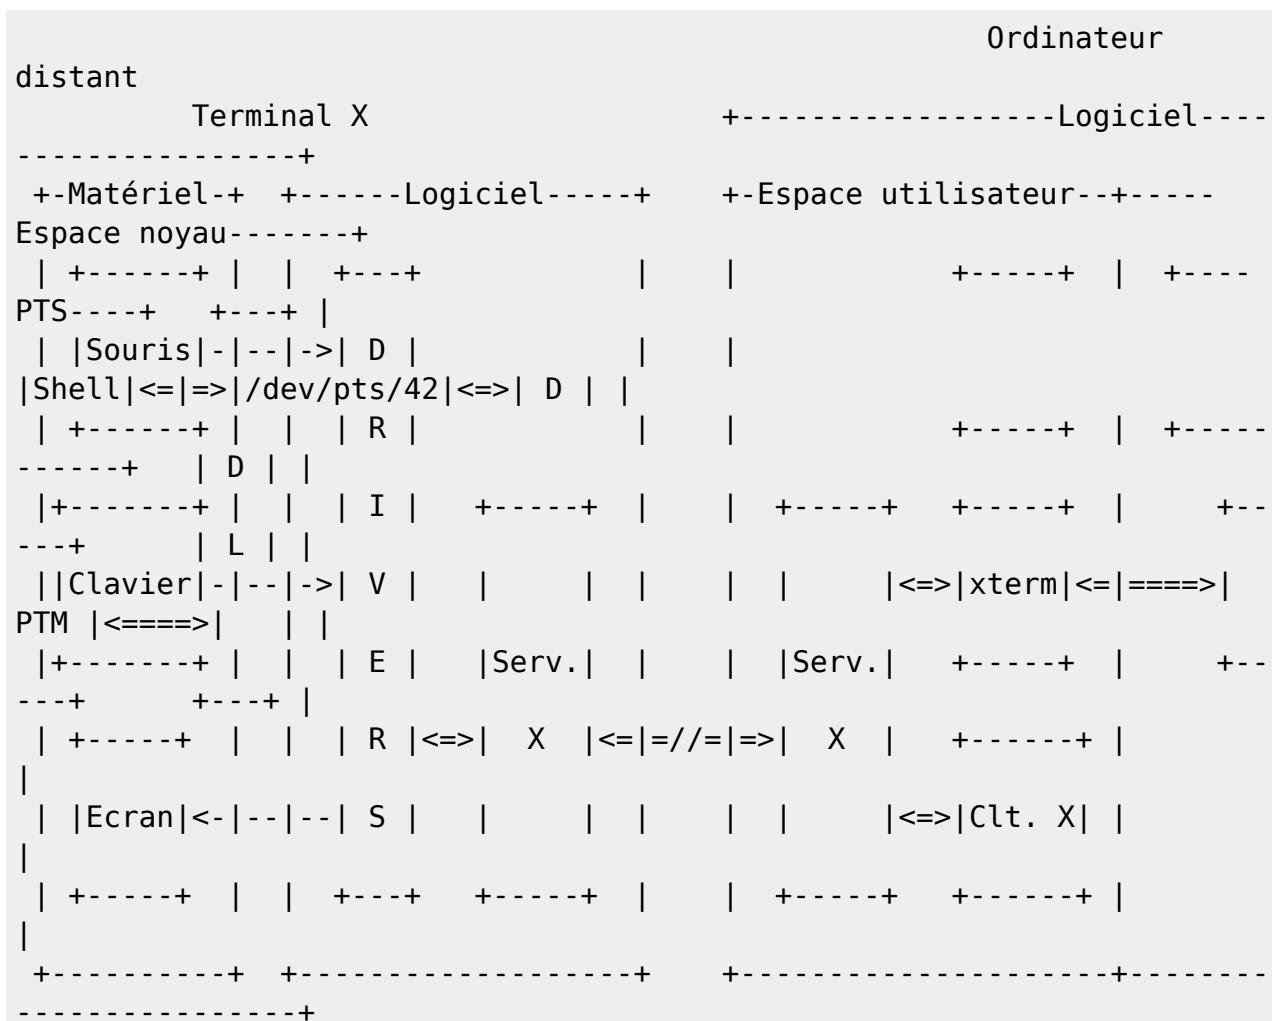 Ordinateur
distant
          Terminal X                    +------------------Logiciel----
----------------+
 +-Matériel-+  +------Logiciel-----+    +-Espace utilisateur--+-----
Espace noyau-------+
 | +------+ |  |  +---+            |    |            +-----+  |  +----
PTS----+   +---+ |
 | |Souris|-|--|->| D |            |    |
|Shell|<=|=>|/dev/pts/42|<=>| D | |
 | +------+ |  |  | R |            |    |            +-----+  |  +-----
------+   | D | |
 |+-------+ |  |  | I |   +-----+  |    |  +-----+   +-----+  |     +--
---+      | L | |
 ||Clavier|-|--|->| V |   |     |  |    |  |     |<=>|xterm|<=|====>|
PTM |<====>|   | |
 |+-------+ |  |  | E |   |Serv.|  |    |  |Serv.|   +-----+  |     +--
---+      +---+ |
 | +-----+  |  |  | R |<=>|  X  |<=|=//=|=>|  X  |   +------+ |
|
 | |Ecran|<-|--|--| S |   |     |  |    |  |     |<=>|Clt. X| |
|
 | +-----+  |  |  +---+   +-----+  |    |  +-----+   +------+ |
|
 +----------+  +-------------------+    +---------------------+--------
----------------+